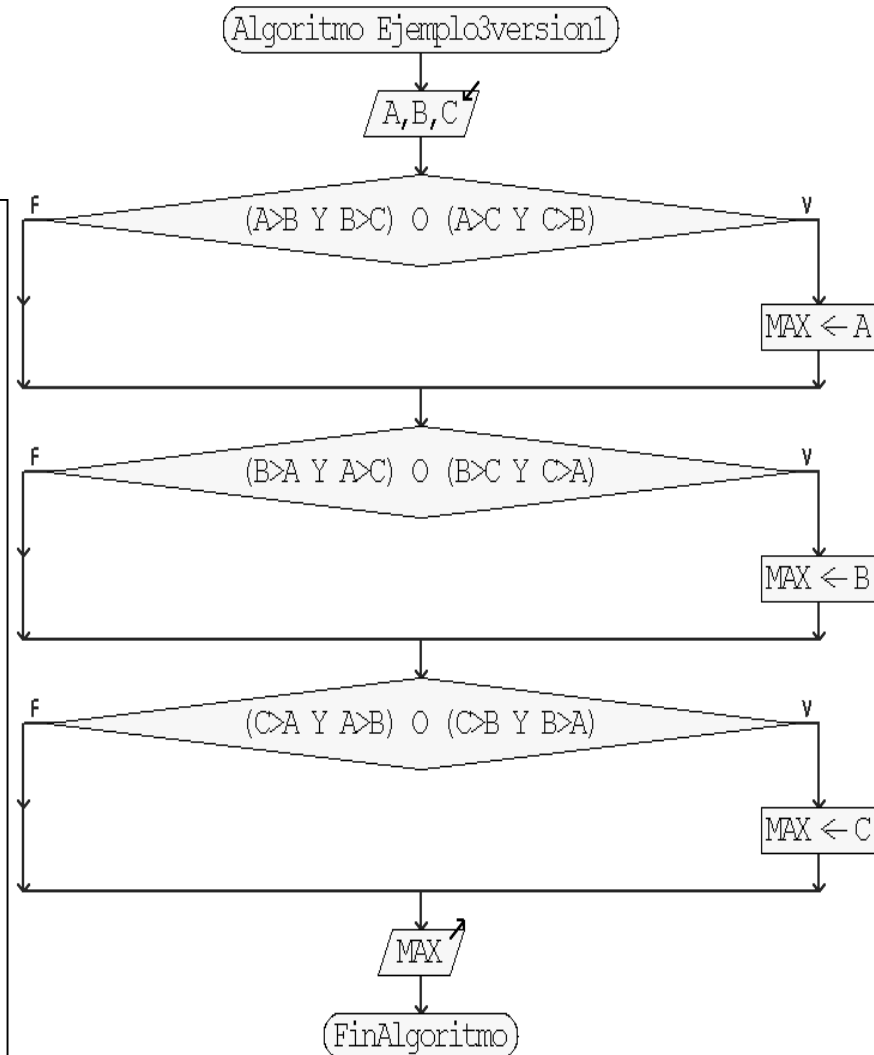 Algoritmo Ejemplo3version1
A,B,C
F
V
(A>B Y B>C) O (A>C Y C>B)
MAX ← A
F
V
(B>A Y A>C) O (B>C Y C>A)
MAX ← B
F
V
(C>A Y A>B) O (C>B Y B>A)
MAX ← C
MAX
FinAlgoritmo